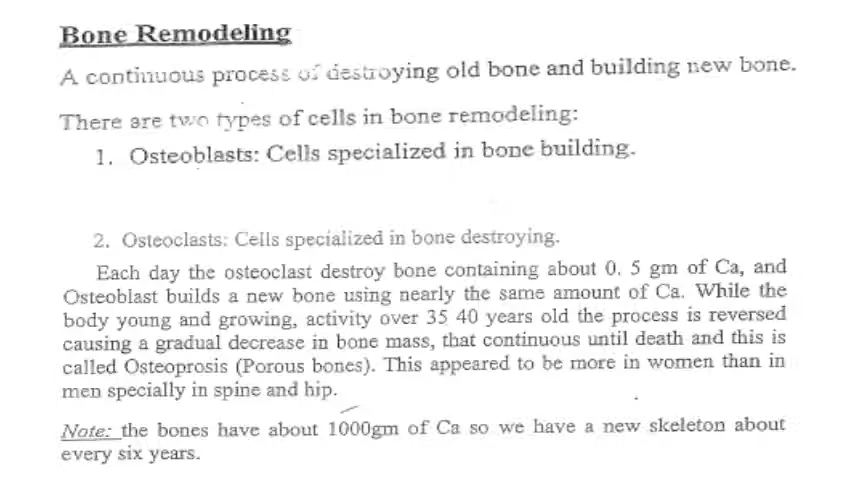 Bone Remodeling
A continuous process of destroying old bone and building new bone.
There are two types of cells in bone remodeling:
1. Osteoblasts: Cells specialized in bone building.
2. Osteoclasts: Cells specialized in bone destroying.
Each day the osteoclast destroy bone containing about 0. 5 gm of Ca, and
Osteoblast builds a new bone using nearly the same amount of Ca. While the
body young and growing, activity over 35 40 years old the process is reversed
causing a gradual decrease in bone mass, that continuous until death and this is
called Osteoprosis (Porous bones). This appeared to be more in women than in
men specially in spine and hip.
Note: the bones have about 1000gm of Ca so we have a new skeleton about
every six years.